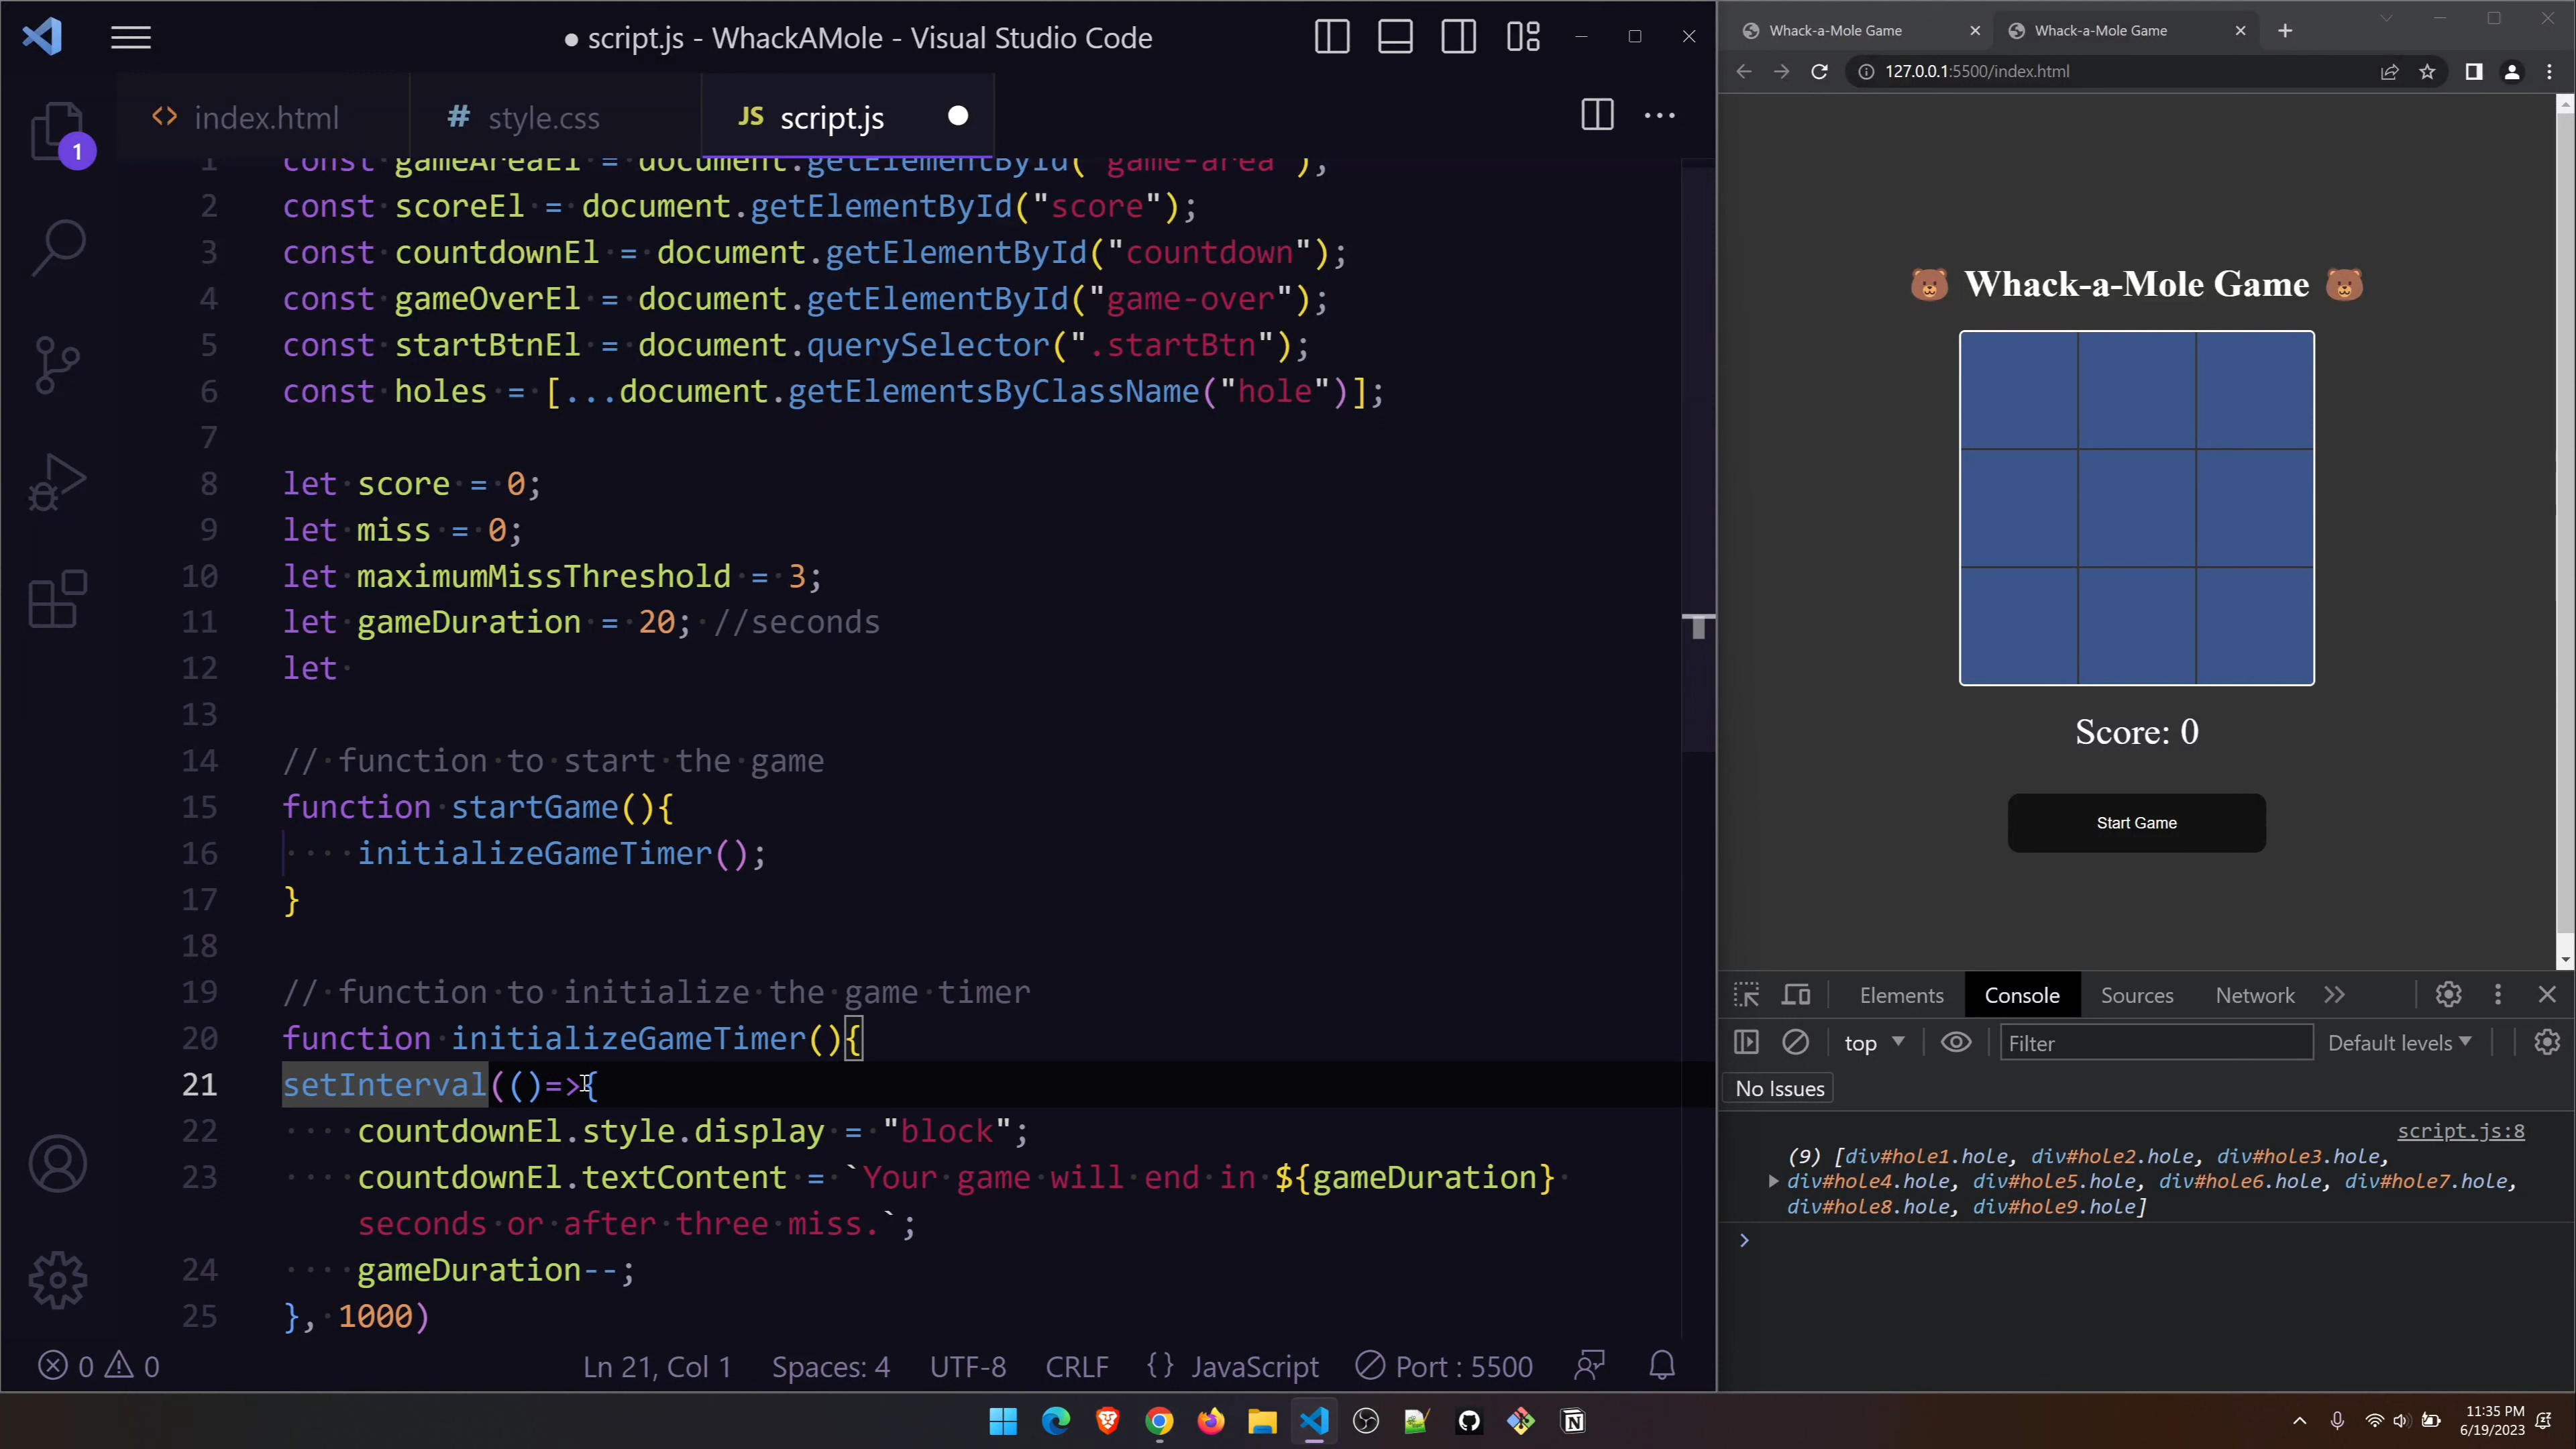 ● script.js - WhackAMole - Visual Studio Code
index.html
# style.css
JS script.js
1
1 const gameAreaEl = document.getElementById("game-area");
2 const scoreEl = document.getElementById("score");
3 const countdownEl = document.getElementById("countdown");
4 const gameOverEl = document.getElementById("game-over");
5 const startBtnEl = document.querySelector(".startBtn");
6 const holes = [...document.getElementsByClassName("hole")];
7
8 let score = 0;
9 let miss = 0;
10 let maximumMissThreshold = 3;
11 let gameDuration = 20; //seconds
12 let
13
14 // function to start the game
15 function startGame(){
16 initializeGameTimer();
17 }
18
19 // function to initialize the game timer
20 function initializeGameTimer(){
21 setInterval(()=>{
22 countdownEl.style.display = "block";
23 countdownEl.textContent = `Your game will end in ${gameDuration}
seconds or after three miss.`;
24 gameDuration--;
25 }, 1000)
0 0 Ln 21, Col 1 Spaces: 4 UTF-8 CRLF {} JavaScript Port : 5500
Whack-a-Mole Game
Whack-a-Mole Game
127.0.0.1:5500/index.html
🐻 Whack-a-Mole Game 🐻
Score: 0
Start Game
Elements Console Sources Network
top Filter Default levels
No Issues
script.js:8
(9) [div#hole1.hole, div#hole2.hole, div#hole3.hole,
div#hole4.hole, div#hole5.hole, div#hole6.hole, div#hole7.hole,
div#hole8.hole, div#hole9.hole]
11:35 PM
6/19/2023